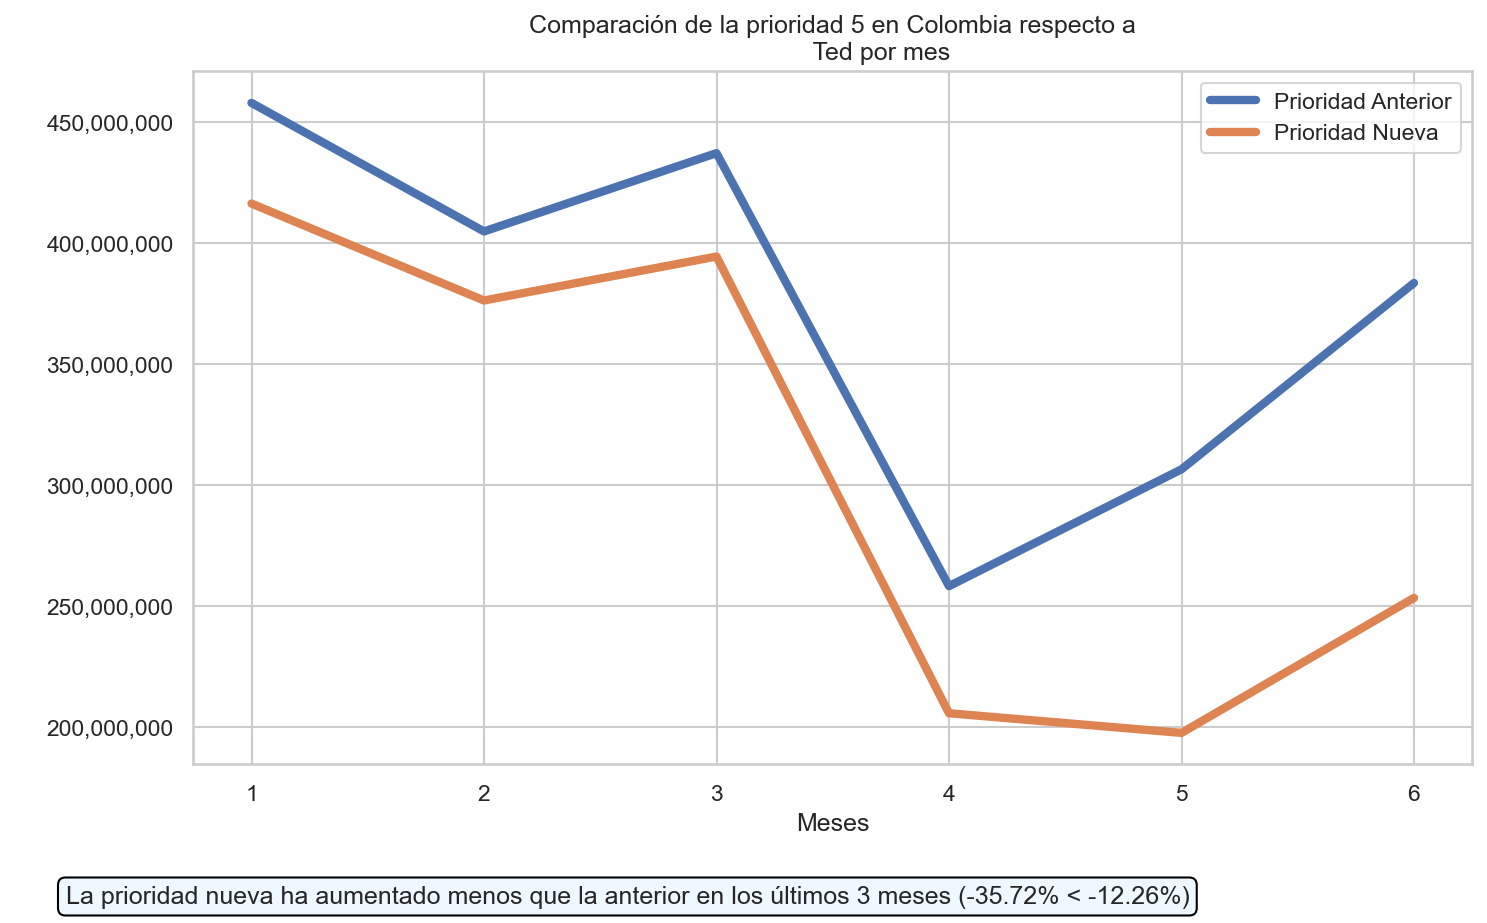 Comparación de la prioridad 5 en Colombia respecto a
Ted por mes
Prioridad Anterior
Prioridad Nueva
450,000,000
400,000,000
350,000,000
300,000,000
250,000,000
200,000,000
1 2 3 4 5 6
Meses
La prioridad nueva ha aumentado menos que la anterior en los últimos 3 meses (-35.72% < -12.26%)